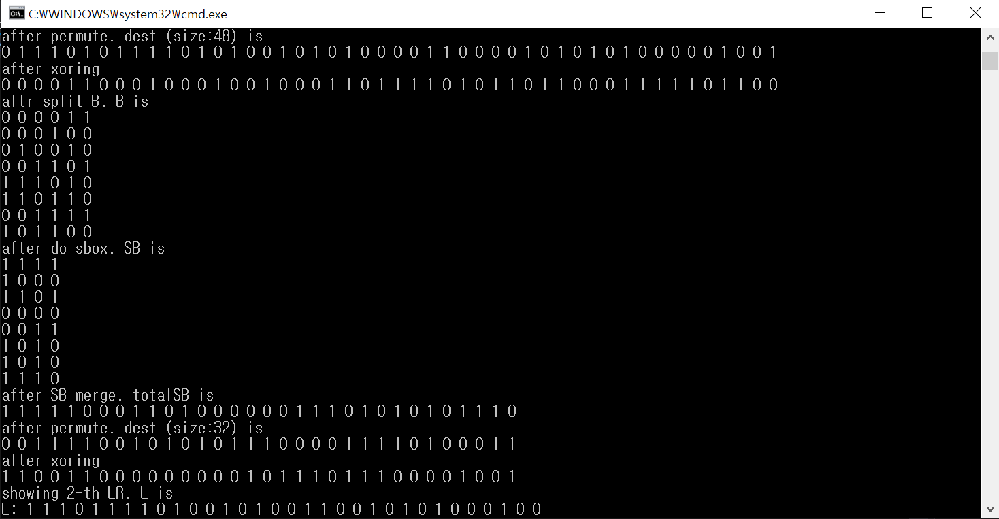 C:₩WINDOWS₩system32₩cmd.exe
after permute. dest (size:48) is
0 1 1 1 0 1 0 1 1 1 1 0 1 0 1 0 0 1 0 1 0 1 0 0 0 0 1 1 0 0 0 0 1 0 1 0 1 0 1 0 0 0 0 0 1 0 0 1
after xoring
0 0 0 0 1 1 0 0 0 1 0 0 0 1 0 0 1 0 0 0 1 1 0 1 1 1 1 0 1 0 1 1 0 1 1 0 0 0 1 1 1 1 1 0 1 1 0 0
aftr split B. B is
0 0 0 0 1 1
0 0 0 1 0 0
0 1 0 0 1 0
0 0 1 1 0 1
1 1 1 0 1 0
1 1 0 1 1 0
0 0 1 1 1 1
1 0 1 1 0 0
after do sbox. SB is
1 1 1 1
1 0 0 0
1 1 0 1
0 0 0 0
0 0 1 1
1 0 1 0
1 0 1 0
1 1 1 0
after SB merge. totalSB is
1 1 1 1 1 0 0 0 1 1 0 1 0 0 0 0 0 0 1 1 1 0 1 0 1 0 1 0 1 1 1 0
after permute. dest (size:32) is
0 0 1 1 1 1 0 0 1 0 1 0 1 0 1 1 1 0 0 0 0 1 1 1 1 0 1 0 0 0 1 1
after xoring
1 1 0 0 1 1 0 0 0 0 0 0 0 0 0 1 0 1 1 1 0 1 1 1 0 0 0 0 1 0 0 1
showing 2-th LR. L is
L: 1 1 1 0 1 1 1 1 0 1 0 0 1 0 1 0 0 1 1 0 0 1 0 1 0 1 0 0 0 1 0 0